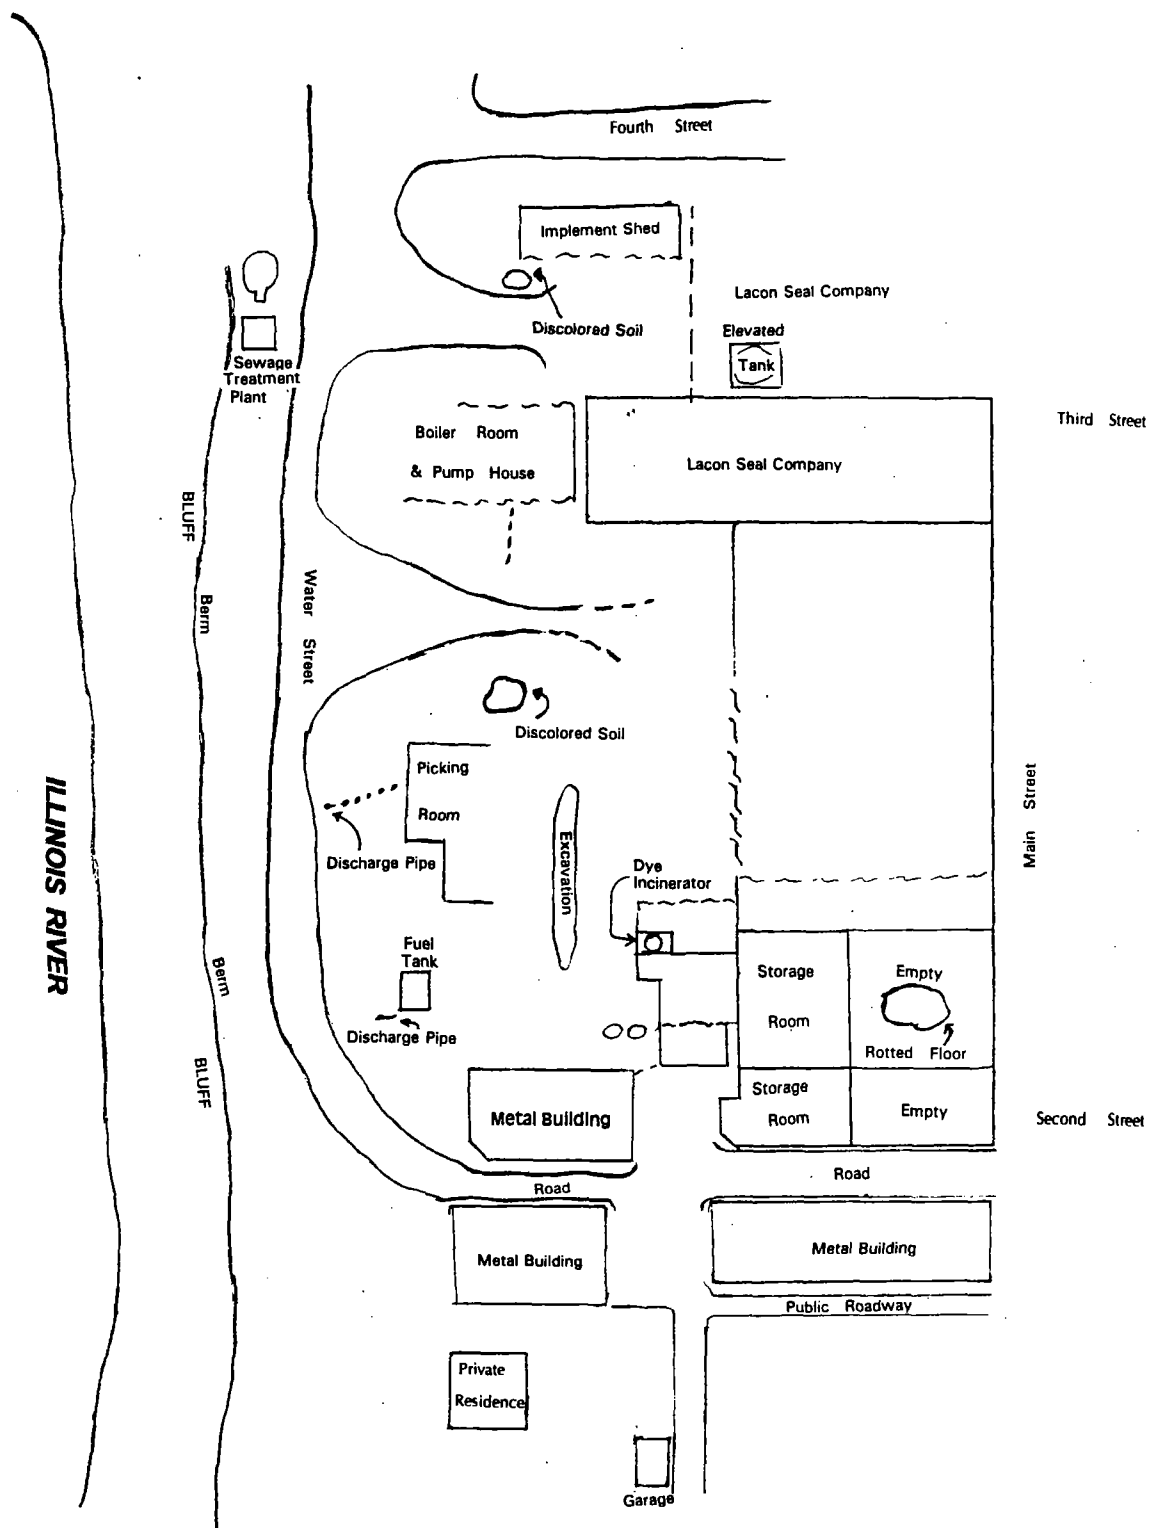 Fourth Street
Implement Shed
Lacon Seal Company
Discolored Soil
Elevated
Tank
Sewage
Treatment
Plant
Third Street
Boiler Room
& Pump House
Lacon Seal Company
BLUFF
Berm
Water Street
Discolored Soil
Picking
Room
Discharge Pipe
Excavation
Main Street
ILLINOIS RIVER
Dye
Incinerator
Fuel
Tank
Berm
Storage
Room
Empty
Discharge Pipe
Rotted Floor
BLUFF
Metal Building
Storage
Room
Empty
Second Street
Road
Road
Metal Building
Metal Building
Public Roadway
Private
Residence
Garage